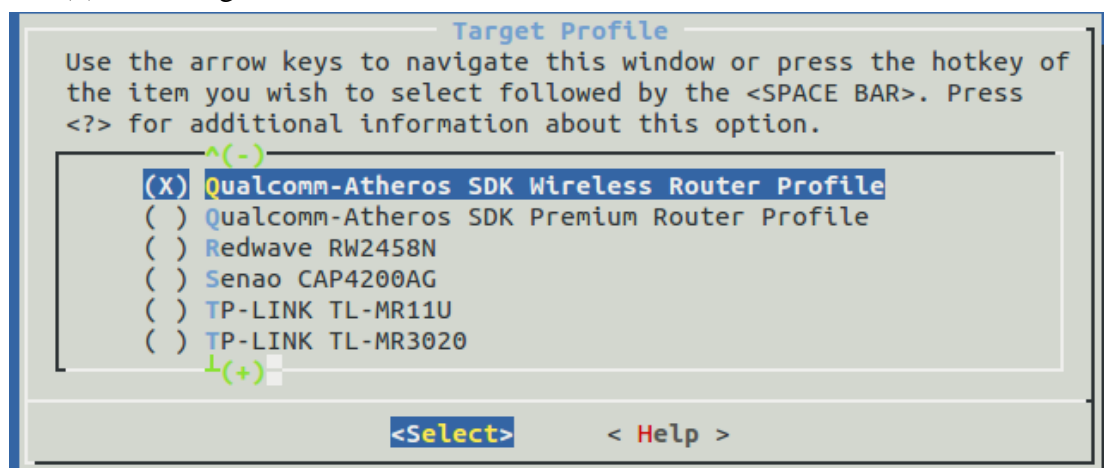 Target Profile
Use the arrow keys to navigate this window or press the hotkey of
the item you wish to select followed by the <SPACE BAR>. Press
<?> for additional information about this option.
^(-)
(X) Qualcomm-Atheros SDK Wireless Router Profile
( ) Qualcomm-Atheros SDK Premium Router Profile
( ) Redwave RW2458N
( ) Senao CAP4200AG
( ) TP-LINK TL-MR11U
( ) TP-LINK TL-MR3020
┴(+)
<Select> < Help >